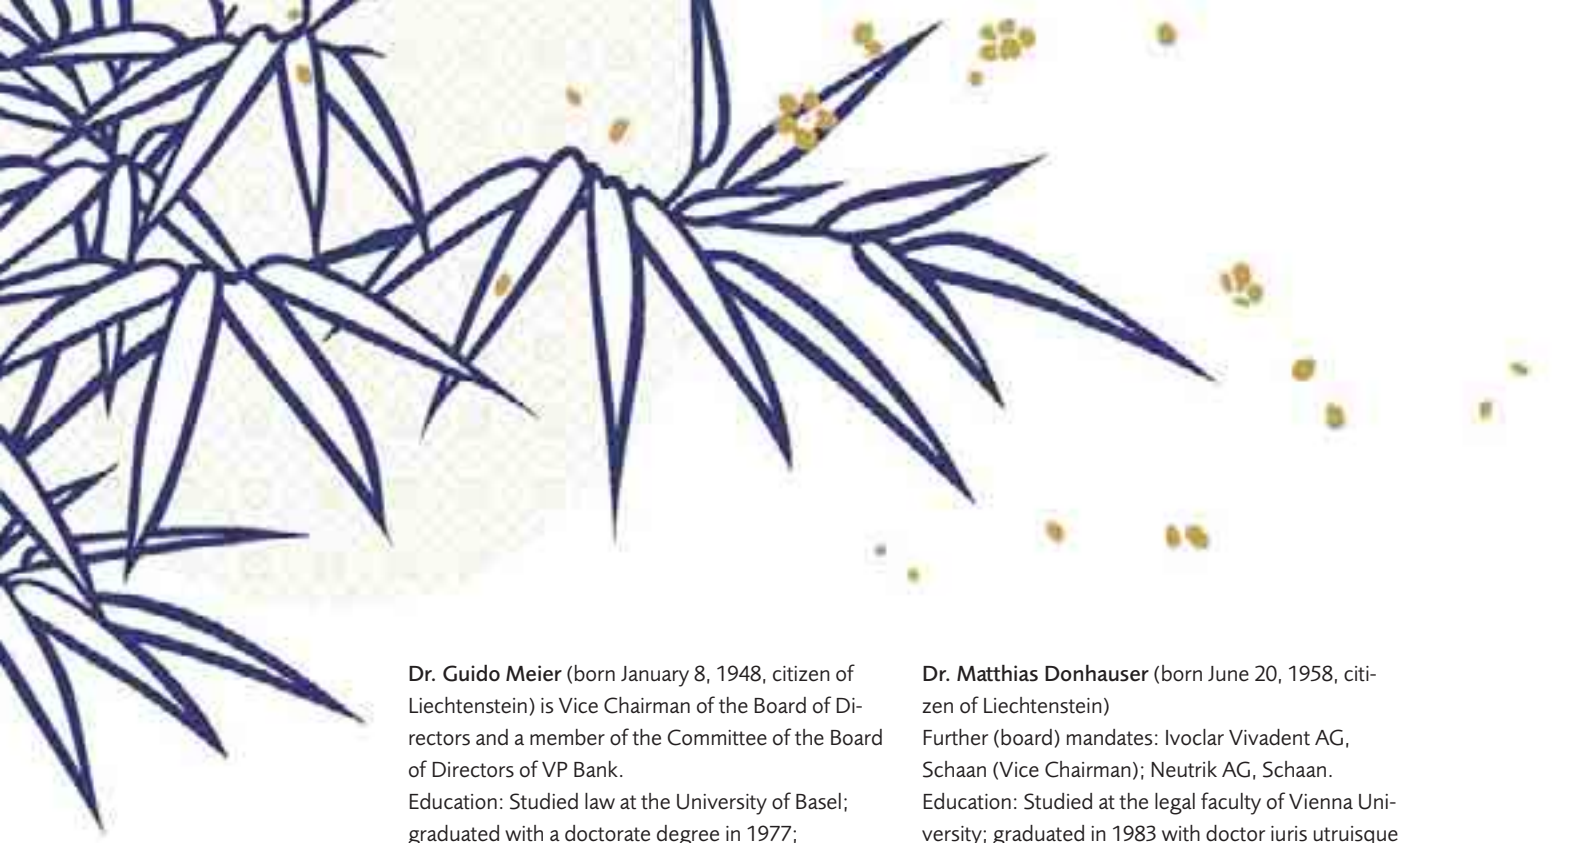 Dr. Guido Meier (born January 8, 1948, citizen of
Liechtenstein) is Vice Chairman of the Board of Di-
rectors and a member of the Committee of the Board
of Directors of VP Bank.
Education: Studied law at the University of Basel;
graduated with a doctorate degree in 1977;
Dr. Matthias Donhauser (born June 20, 1958, citi-
zen of Liechtenstein)
Further (board) mandates: Ivoclar Vivadent AG,
Schaan (Vice Chairman); Neutrik AG, Schaan.
Education: Studied at the legal faculty of Vienna Uni-
versity; graduated in 1983 with doctor iuris utruisque